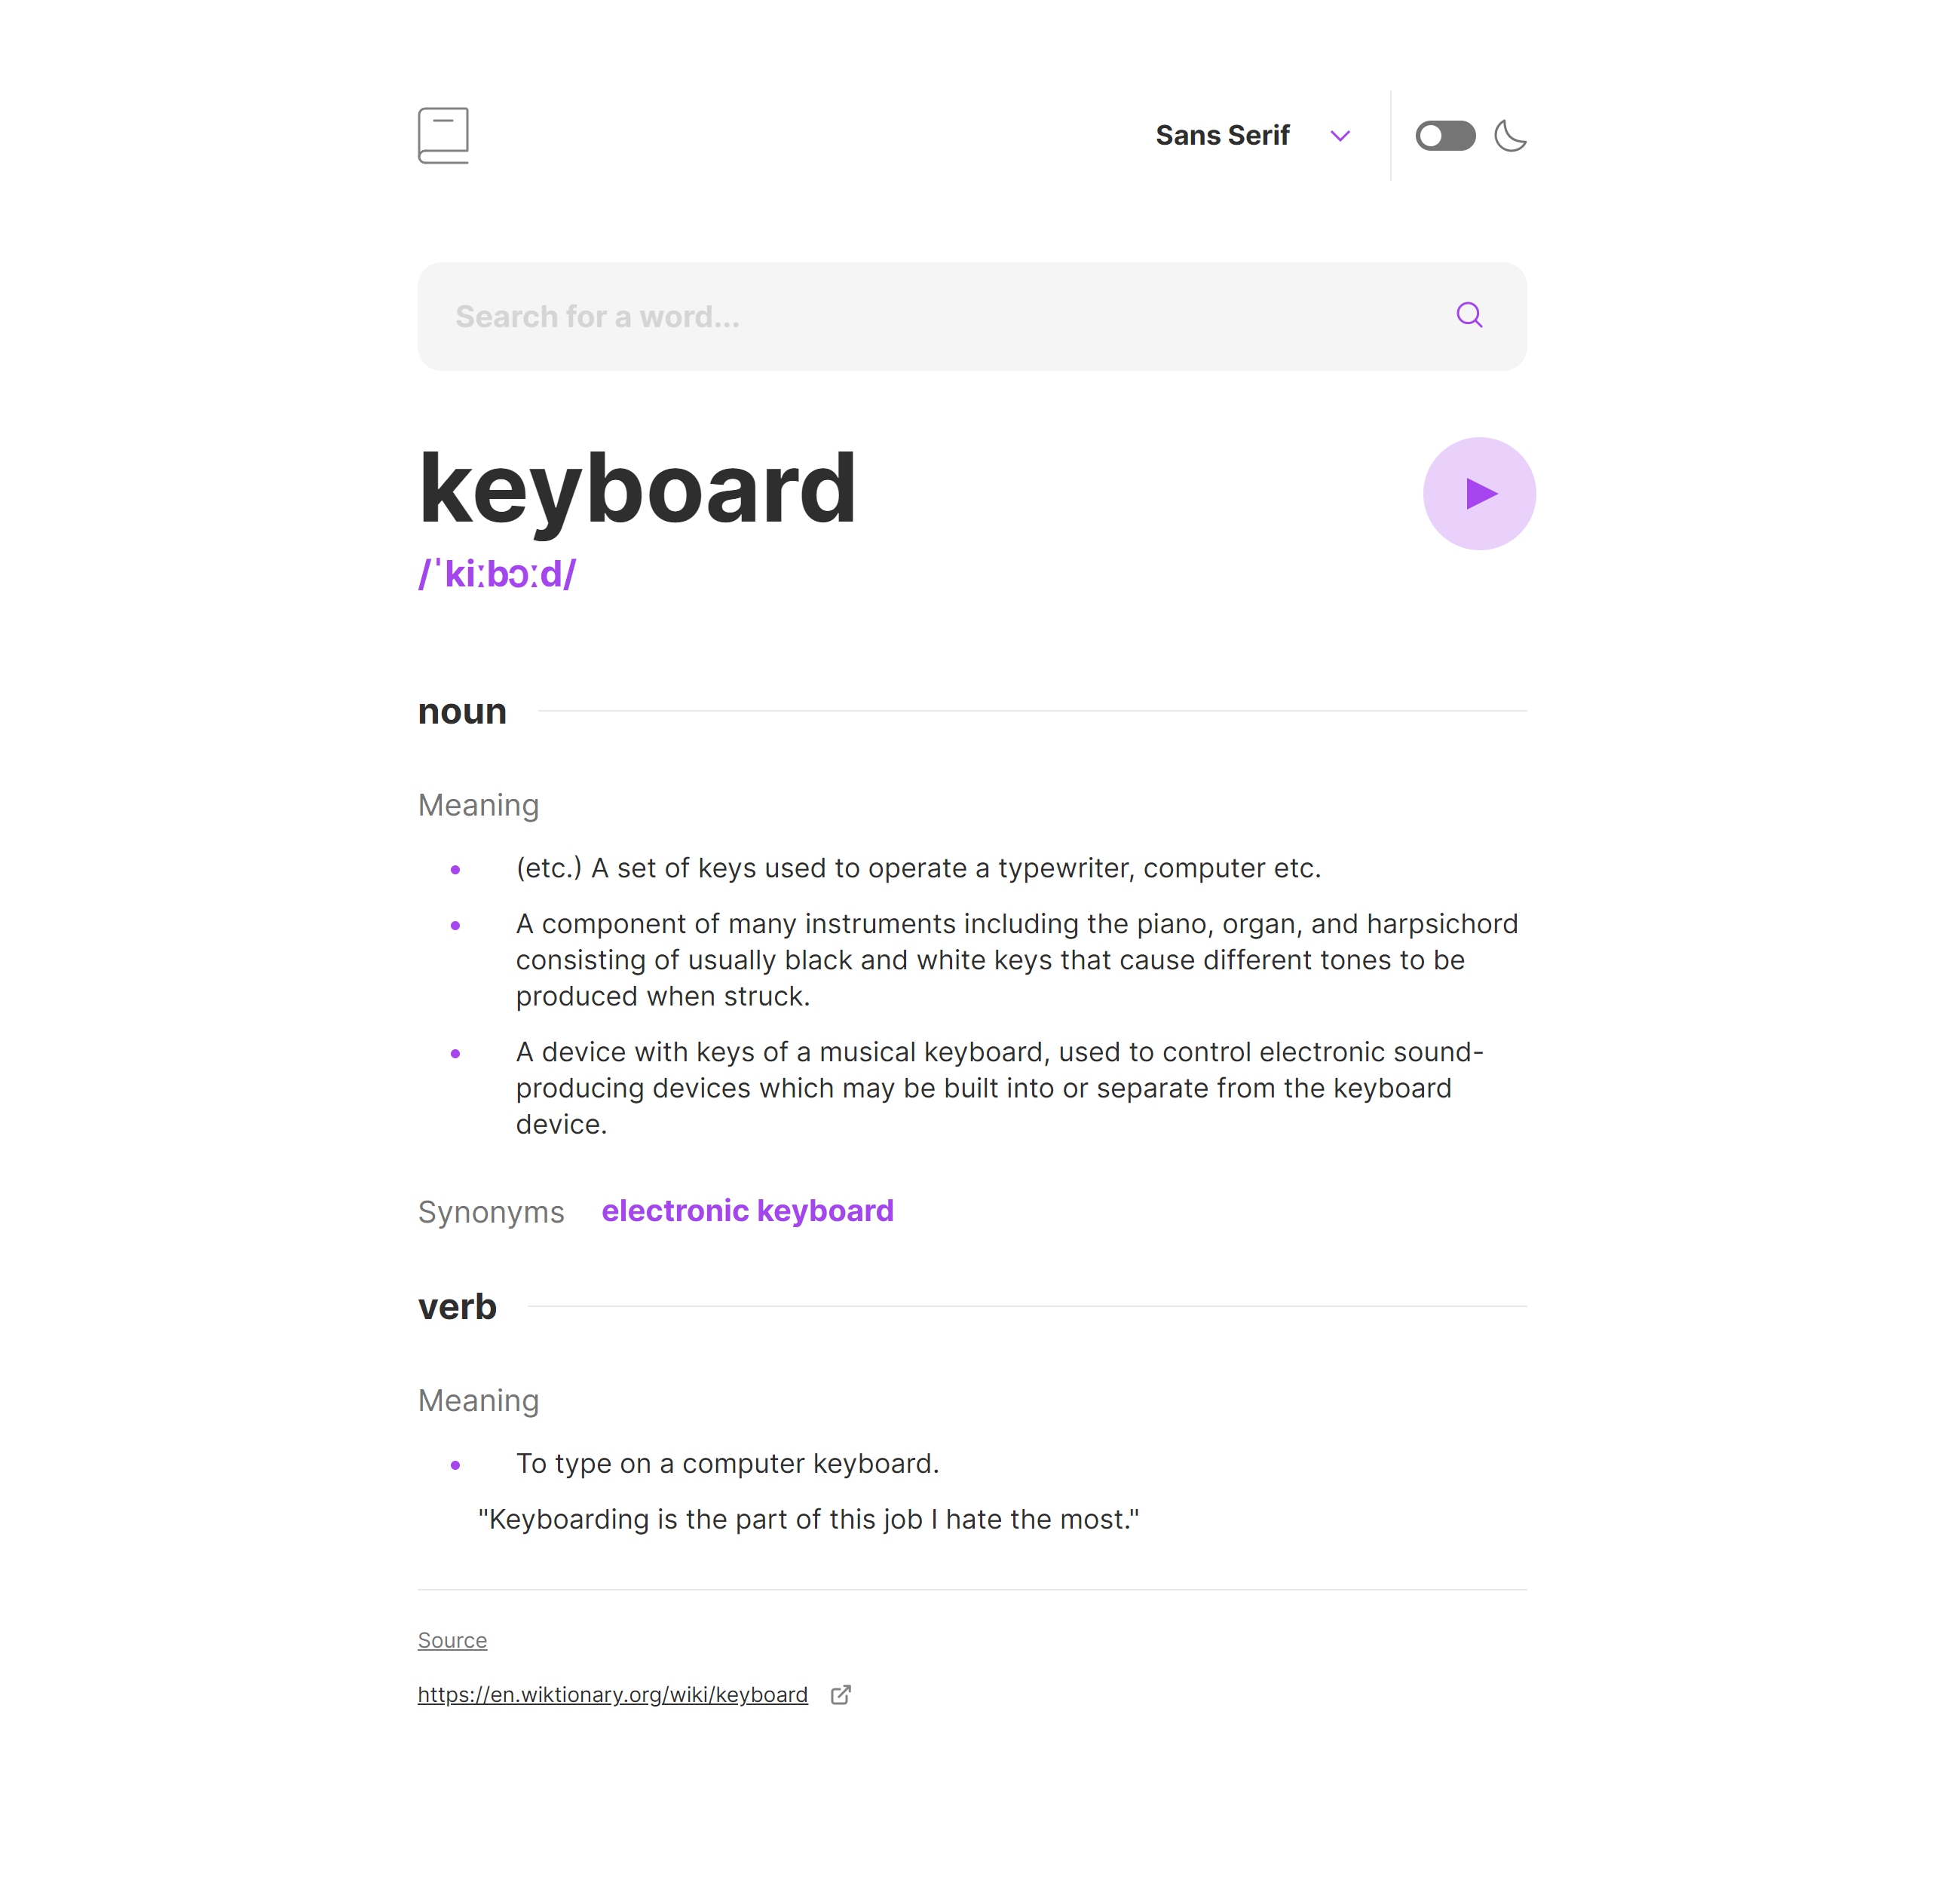 Sans Serif
Search for a word...
keyboard
/ˈkiːbɔːd/
noun
Meaning
(etc.) A set of keys used to operate a typewriter, computer etc.
A component of many instruments including the piano, organ, and harpsichord
consisting of usually black and white keys that cause different tones to be
produced when struck.
A device with keys of a musical keyboard, used to control electronic sound-
producing devices which may be built into or separate from the keyboard
device.
Synonyms electronic keyboard
verb
Meaning
To type on a computer keyboard.
"Keyboarding is the part of this job I hate the most."
Source
https://en.wiktionary.org/wiki/keyboard